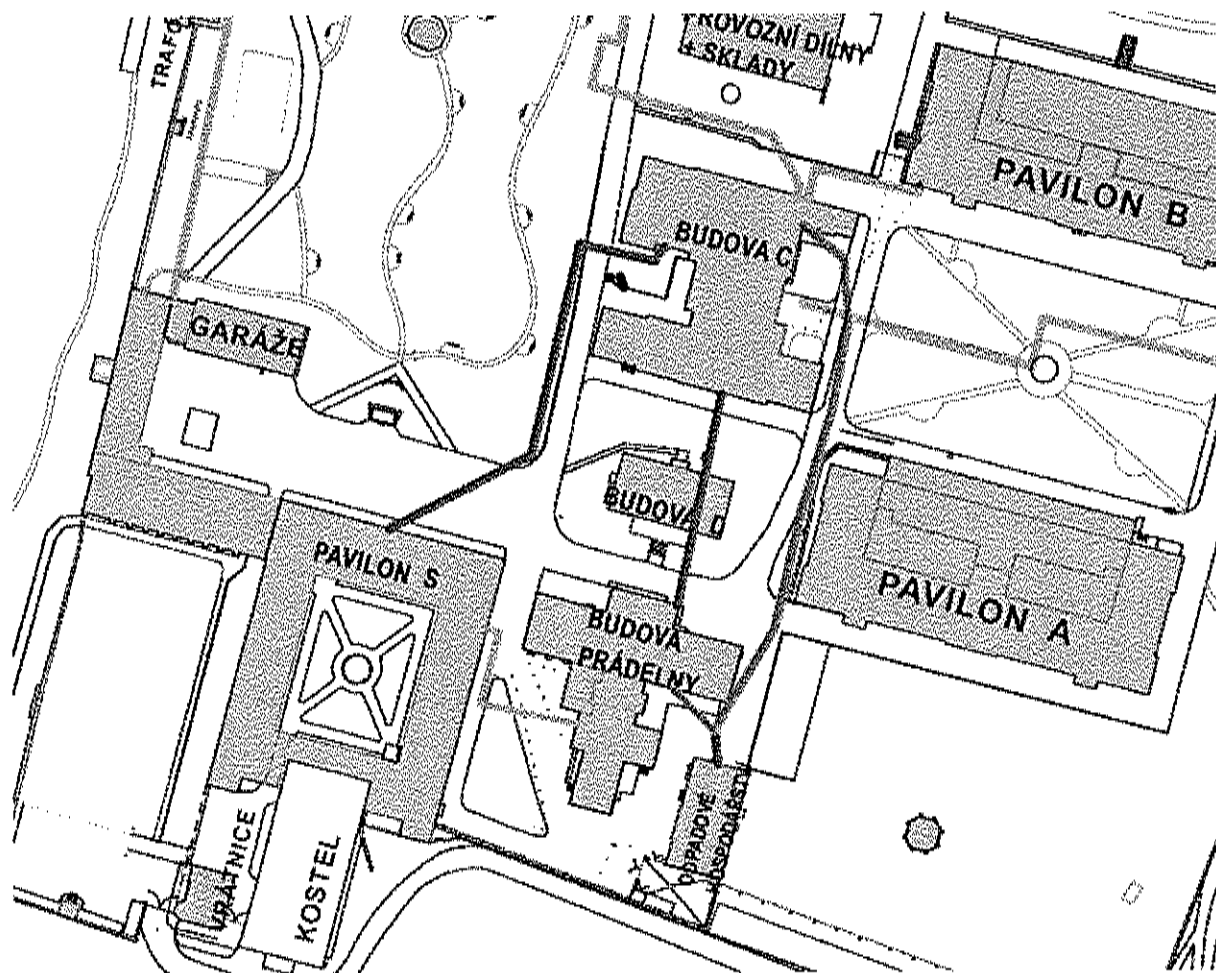 TRAFO
PROVOZNÍ DÍLNY
+ SKLADY
PAVILON B
BUDOVA C
GARÁŽE
BUDOVA
PAVILON S
PAVILON A
BUDOVA
PRÁDELNY
ODPADOVÉ
HOSPODÁŘSTVÍ
VRÁTNICE
KOSTEL